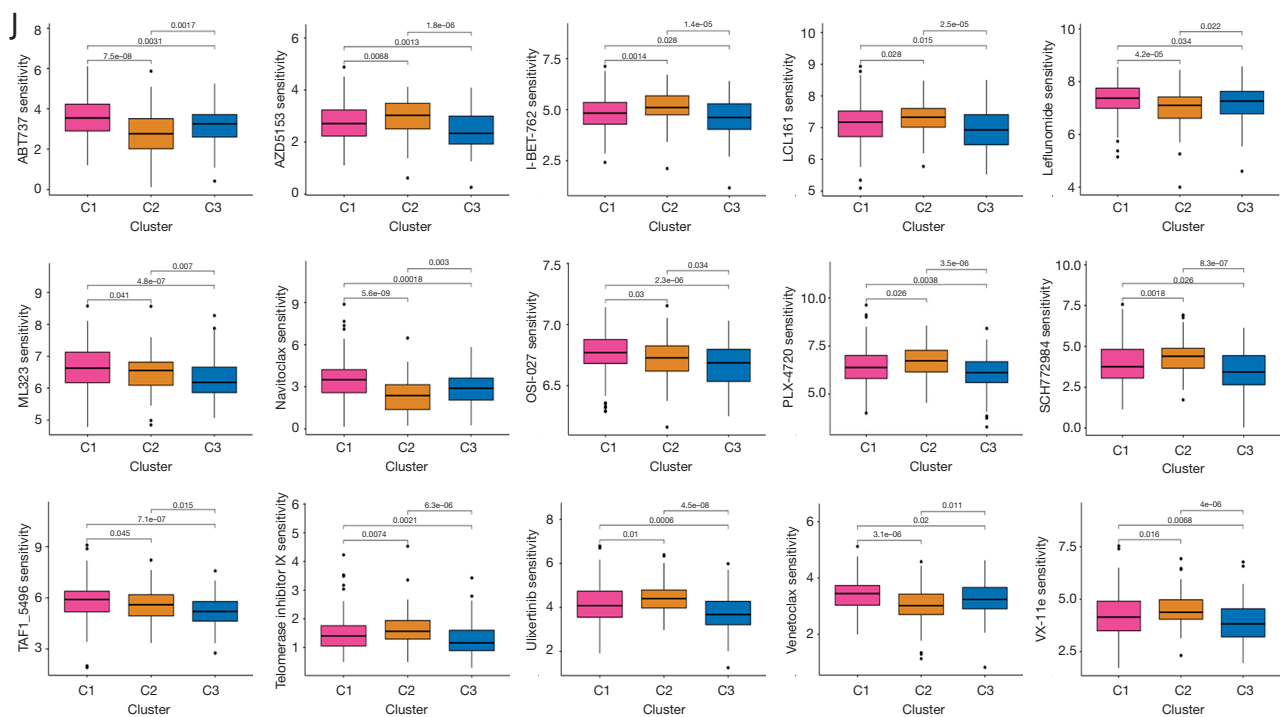 J
ABT737 sensitivity
8
6
4
2
0
0.0017
0.0031
7.5e−08
C1 C2 C3
Cluster
AZD5153 sensitivity
6
4
2
0
1.8e−06
0.0013
0.0068
C1 C2 C3
Cluster
I-BET-762 sensitivity
7.5
5.0
2.5
1.4e−05
0.028
0.0014
C1 C2 C3
Cluster
LCL161 sensitivity
9
8
7
6
5
2.5e−05
0.015
0.028
C1 C2 C3
Cluster
Leflunomide sensitivity
10
8
6
4
0.022
0.034
4.2e−05
C1 C2 C3
Cluster
ML323 sensitivity
9
8
7
6
5
0.007
4.8e−07
0.041
C1 C2 C3
Cluster
Navitoclax sensitivity
9
6
3
0
0.003
0.00018
5.6e−09
C1 C2 C3
Cluster
OSI-027 sensitivity
7.5
7.0
6.5
0.034
2.3e−06
0.03
C1 C2 C3
Cluster
PLX-4720 sensitivity
10.0
7.5
5.0
3.5e−06
0.0038
0.026
C1 C2 C3
Cluster
SCH772984 sensitivity
10.0
7.5
5.0
2.5
0.0
8.3e−07
0.026
0.0018
C1 C2 C3
Cluster
TAF1_5496 sensitivity
9
6
3
0.015
7.1e−07
0.045
C1 C2 C3
Cluster
Telomerase inhibitor IX sensitivity
6
5
4
3
2
1
6.3e−06
0.0021
0.0074
C1 C2 C3
Cluster
Ulixertinib sensitivity
8
6
4
2
4.5e−08
0.0006
0.01
C1 C2 C3
Cluster
Venetoclax sensitivity
6
4
2
0.011
0.02
3.1e−06
C1 C2 C3
Cluster
VX-11e sensitivity
7.5
5.0
2.5
4e−06
0.0068
0.016
C1 C2 C3
Cluster